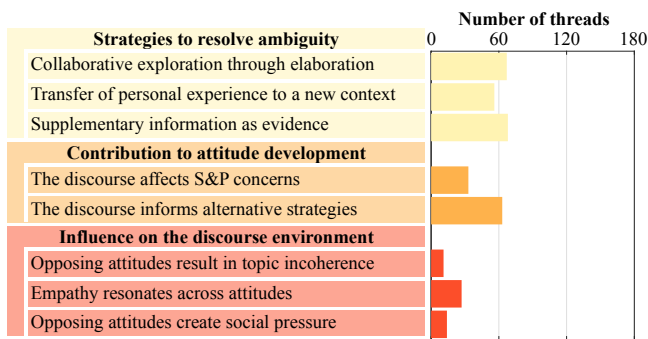 Number of threads
Strategies to resolve ambiguity
0 60 120 180
Collaborative exploration through elaboration
Transfer of personal experience to a new context
Supplementary information as evidence
Contribution to attitude development
The discourse affects S&P concerns
The discourse informs alternative strategies
Influence on the discourse environment
Opposing attitudes result in topic incoherence
Empathy resonates across attitudes
Opposing attitudes create social pressure